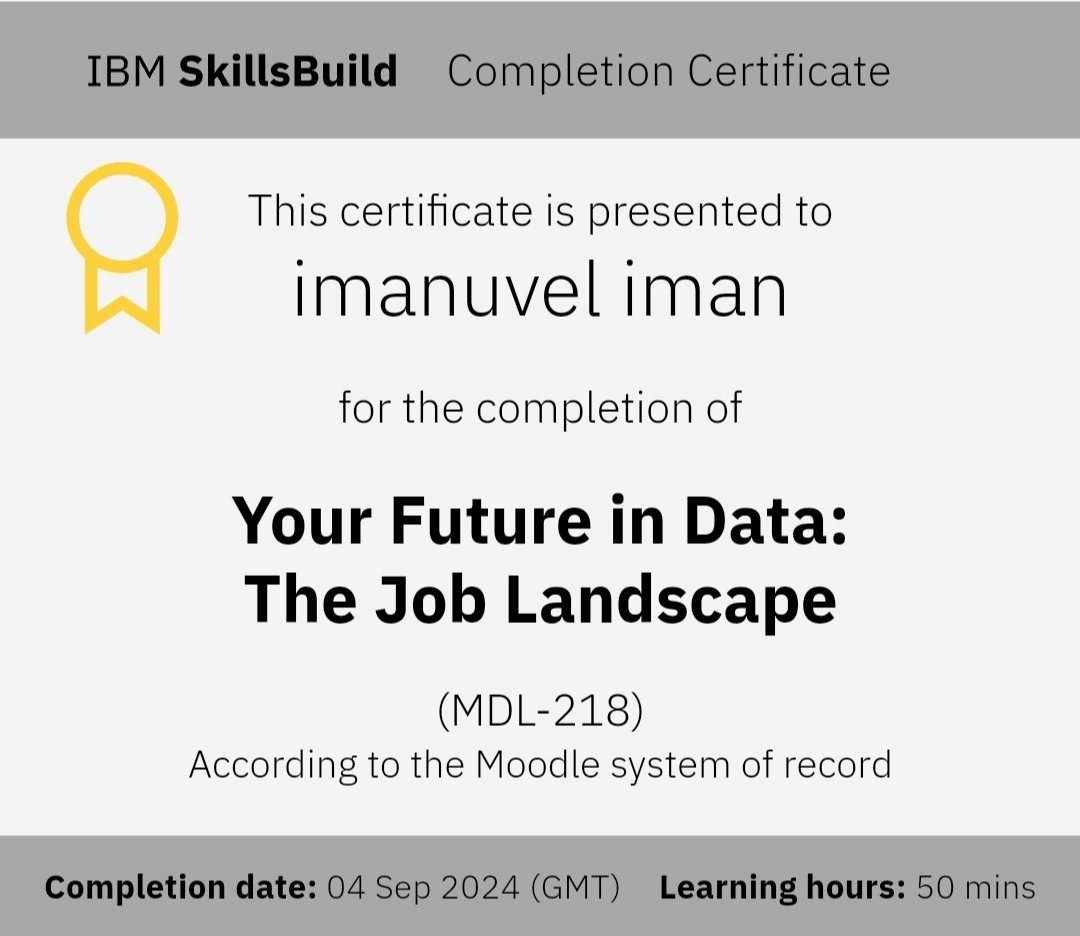 IBM SkillsBuild Completion Certificate
This certificate is presented to
imanuvel iman
for the completion of
Your Future in Data:
The Job Landscape
(MDL-218)
According to the Moodle system of record
Completion date: 04 Sep 2024 (GMT) Learning hours: 50 mins